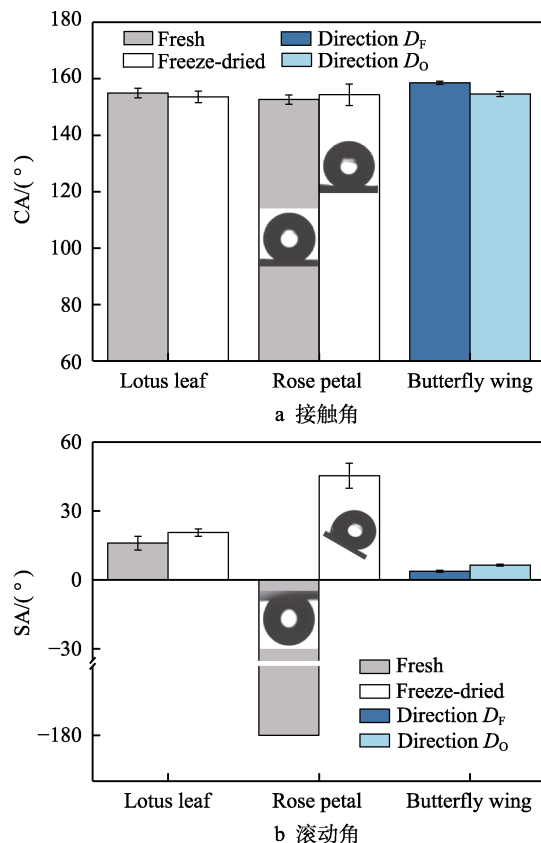 180
160
140
120
100
80
60
CA/(°)
Fresh
Freeze-dried
Direction DF
Direction DO
Lotus leaf
Rose petal
Butterfly wing
a 接触角
60
30
0
−30
−180
SA/(°)
Fresh
Freeze-dried
Direction DF
Direction DO
Lotus leaf
Rose petal
Butterfly wing
b 滚动角